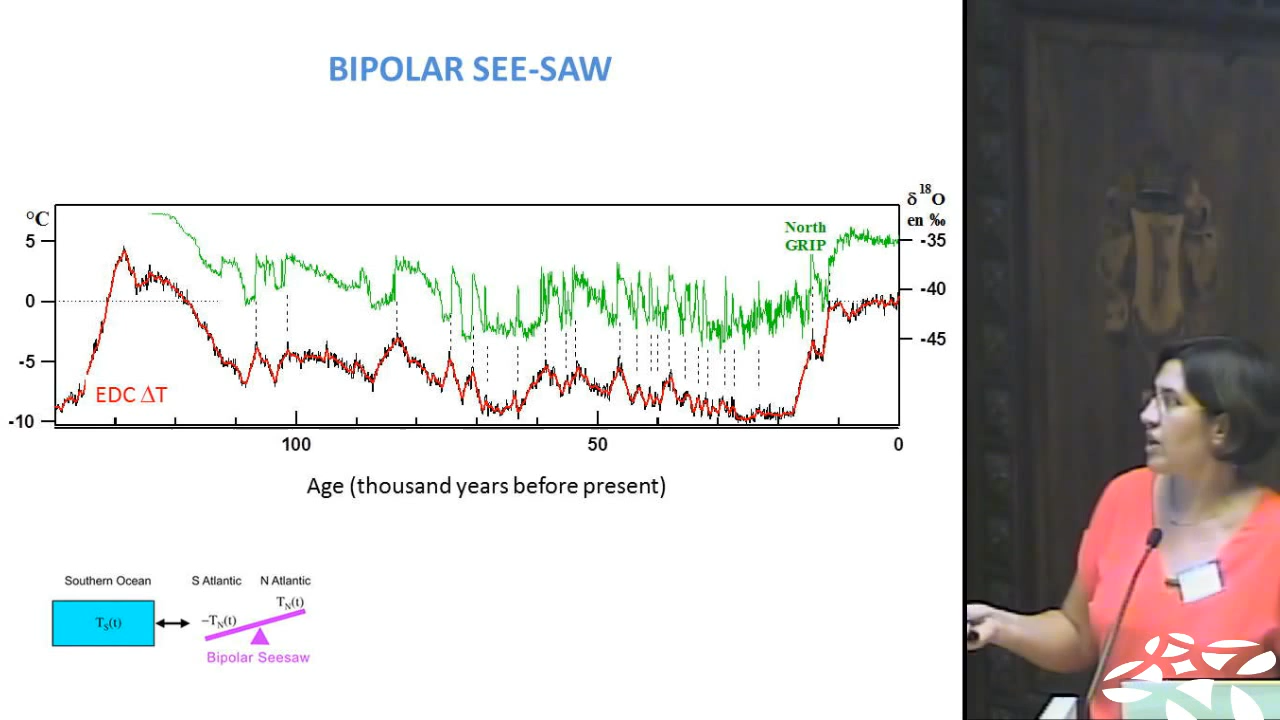 BIPOLAR SEE-SAW
δ 18O
°C
en ‰
North
GRIP
5
-35
0
-40
-45
-5
EDC ΔT
-10
100
50
0
Age (thousand years before present)
Southern Ocean
S Atlantic
N Atlantic
TN(t)
TS(t)
−TN(t)
Bipolar Seesaw